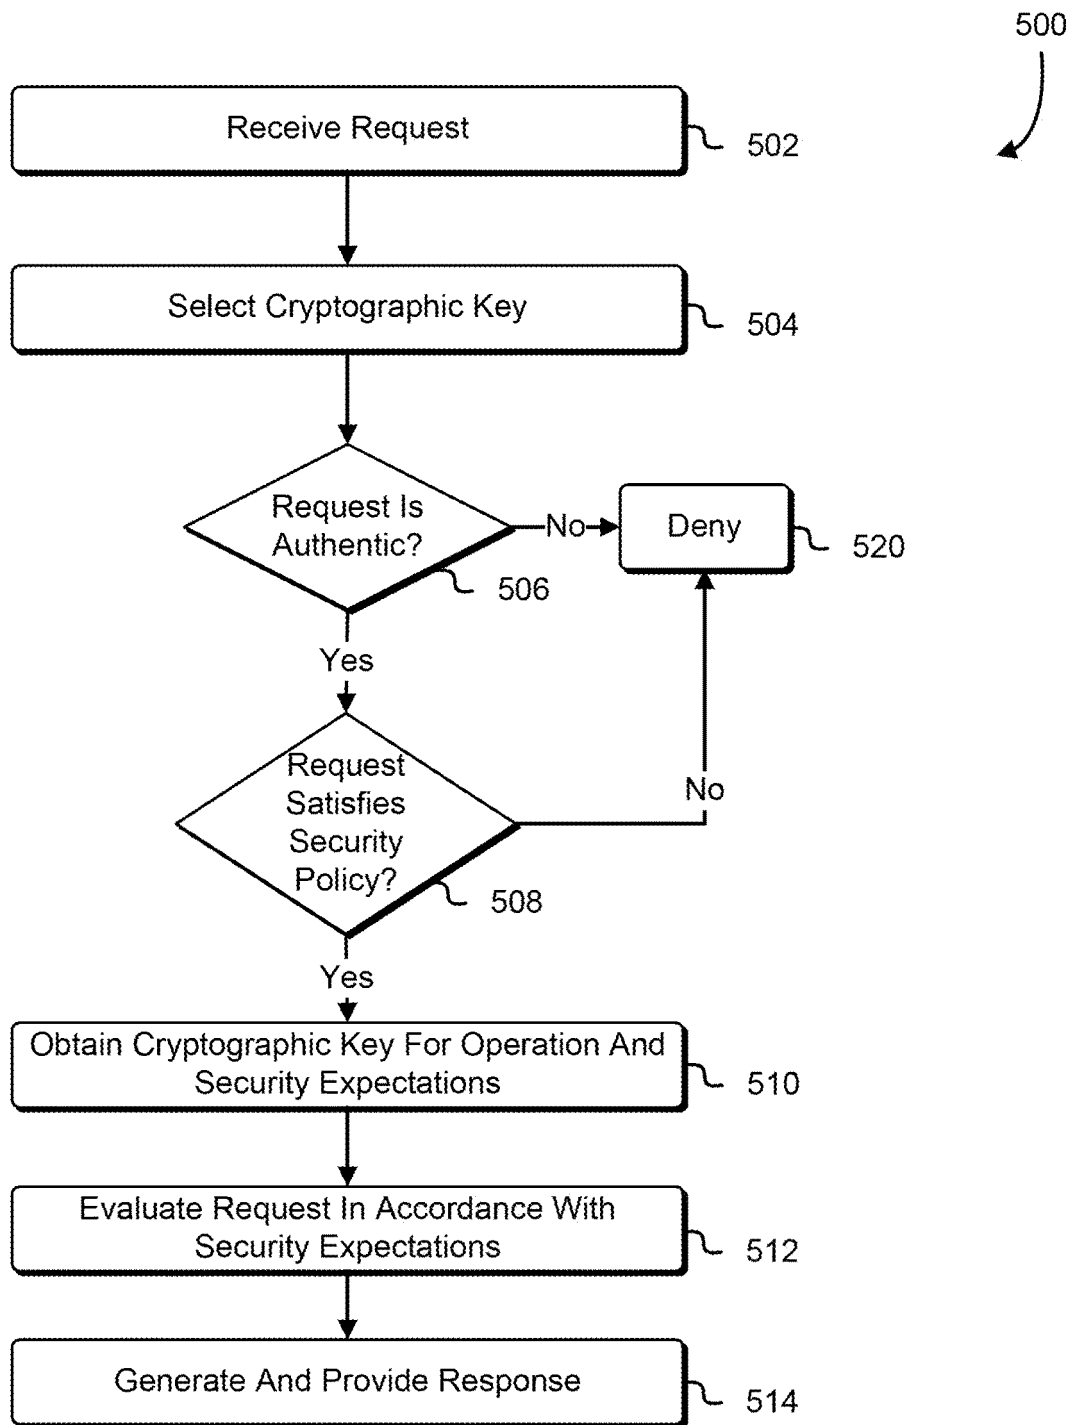 500
Receive Request
502
Select Cryptographic Key
504
Request Is
Authentic?
506
No
Deny
520
Yes
Request
Satisfies
Security
Policy?
508
No
Yes
Obtain Cryptographic Key For Operation And
Security Expectations
510
Evaluate Request In Accordance With
Security Expectations
512
Generate And Provide Response
514